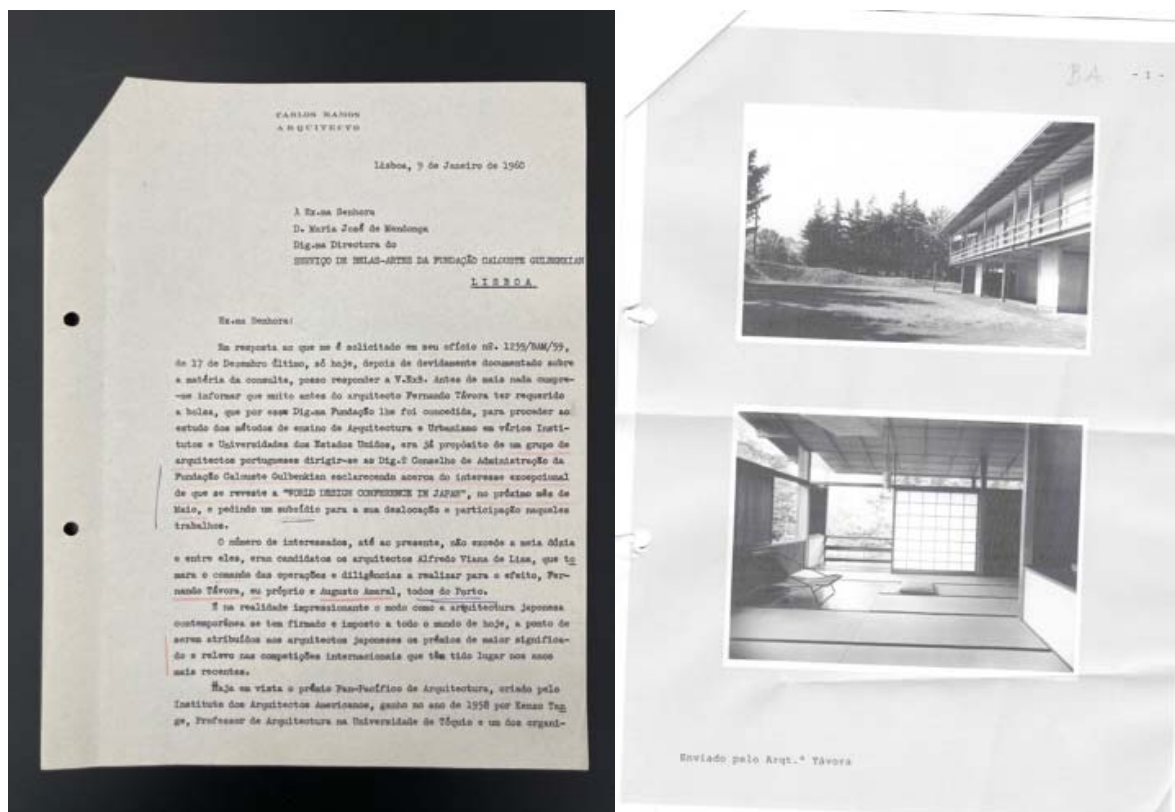 CARLOS RAMOS
ARQUITECTO
Lisboa, 9 de Janeiro de 1960
À Ex.ma Senhora
D. Maria José de Mendonça
Dig.ma Directora do
SERVIÇO DE BELAS-ARTES DA FUNDAÇÃO CALOUSTE GULBENKIAN
LISBOA
Ex.ma Senhora:
Em resposta ao que me é solicitado em seu ofício nº. 1239/BAM/59,
de 17 de Dezembro último, só hoje, depois de devidamente documentado sobre
a matéria da consulta, posso responder a V.Exª. Antes de mais nada cumpre-
-me informar que muito antes do arquitecto Fernando Távora ter requerido
a bolsa, que por essa Dig.ma Fundação lhe foi concedida, para proceder ao
estudo dos métodos de ensino de Arquitectura e Urbanismo em vários Insti-
tutos e Universidades dos Estados Unidos, era já propósito de um grupo de
arquitectos portugueses dirigir-se ao Dig.º Conselho de Administração da
Fundação Calouste Gulbenkian esclarecendo acerca do interesse excepcional
de que se reveste a "WORLD DESIGN CONFERENCE IN JAPAN", no próximo mês de
Maio, e pedindo um subsídio para a sua deslocação e participação naqueles
trabalhos.
O número de interessados, até ao presente, não excede a meia dúzia
e entre eles, eram candidatos os arquitectos Alfredo Viana de Lima, que to
mara o comando das operações e diligências a realizar para o efeito, Fer-
nando Távora, eu próprio e Augusto Amaral, todos do Porto.
É na realidade impressionante o modo como a arquitectura japonesa
contemporânea se tem firmado e imposto a todo o mundo de hoje, a ponto de
serem atribuídos aos arquitectos japoneses os prémios de maior significa-
do e relevo nas competições internacionais que têm tido lugar nos anos
mais recentes.
Haja em vista o prémio Pan-Pacífico de Arquitectura, criado pelo
Instituto dos Arquitectos Americanos, ganho no ano de 1958 por Kenzo Tan
ge, Professor de Arquitectura na Universidade de Tóquio e um dos organi-
BA -1-
Enviado pelo Arqt.º Távora